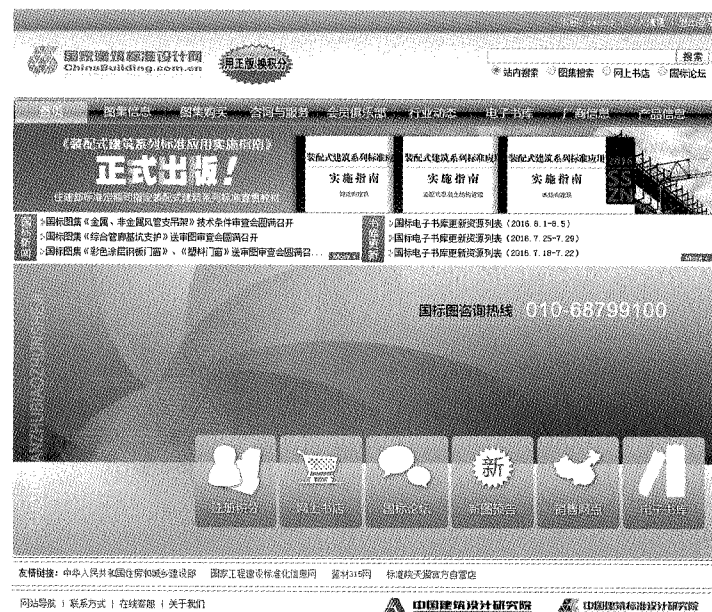 国家建筑标准设计网
ChinaBuilding.com.cn
用正版 换积分
搜索
站内搜索 图集搜索 网上书店 国标论坛
首页 图集信息 图集购买 咨询与服务 会员俱乐部 行业动态 电子书库 厂商信息 产品信息
《装配式建筑系列标准应用实施指南》
正式出版！
装配式建筑系列标准应 装配式建筑系列标准应用 装配式建筑系列标准应用
实施指南 实施指南 实施指南
国标图集《金属、非金属风管支吊架》技术条件审查会圆满召开
国标图集《综合管廊基坑支护》送审图审查会圆满召开
国标图集《彩色涂层钢板门窗》、《塑料门窗》送审图审查会圆满召...
More
国标电子书库更新资源列表（2016.8.1-8.5）
国标电子书库更新资源列表（2016.7.25-7.29）
国标电子书库更新资源列表（2016.7.18-7.22）
国标图咨询热线 010-68799100
注册积分 网上书店 国标论坛 新图预告 销售网点 电子书库
新
友情链接：中华人民共和国住房和城乡建设部 国家工程建设标准化信息网 建材315网 标准院天猫官方自营店
网站导航 | 联系方式 | 在线客服 | 关于我们
中国建筑设计研究院 中国建筑标准设计研究院